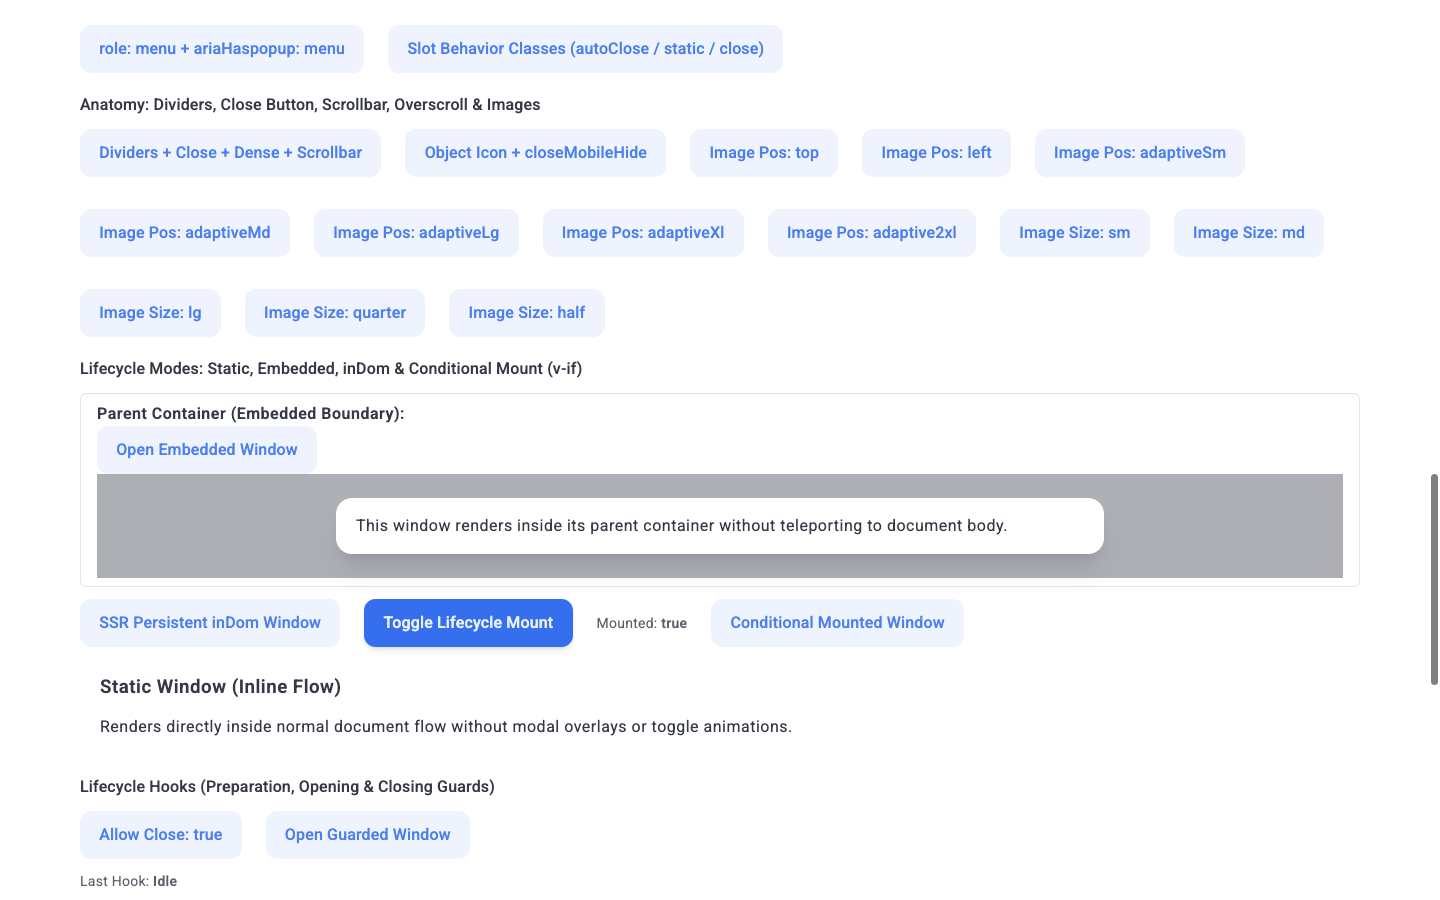 role: menu + ariaHaspopup: menu
Slot Behavior Classes (autoClose / static / close)
Anatomy: Dividers, Close Button, Scrollbar, Overscroll & Images
Dividers + Close + Dense + Scrollbar
Object Icon + closeMobileHide
Image Pos: top
Image Pos: left
Image Pos: adaptiveSm
Image Pos: adaptiveMd
Image Pos: adaptiveLg
Image Pos: adaptiveXl
Image Pos: adaptive2xl
Image Size: sm
Image Size: md
Image Size: lg
Image Size: quarter
Image Size: half
Lifecycle Modes: Static, Embedded, inDom & Conditional Mount (v-if)
Parent Container (Embedded Boundary):
Open Embedded Window
This window renders inside its parent container without teleporting to document body.
SSR Persistent inDom Window
Toggle Lifecycle Mount
Mounted: true
Conditional Mounted Window
Static Window (Inline Flow)
Renders directly inside normal document flow without modal overlays or toggle animations.
Lifecycle Hooks (Preparation, Opening & Closing Guards)
Allow Close: true
Open Guarded Window
Last Hook: Idle